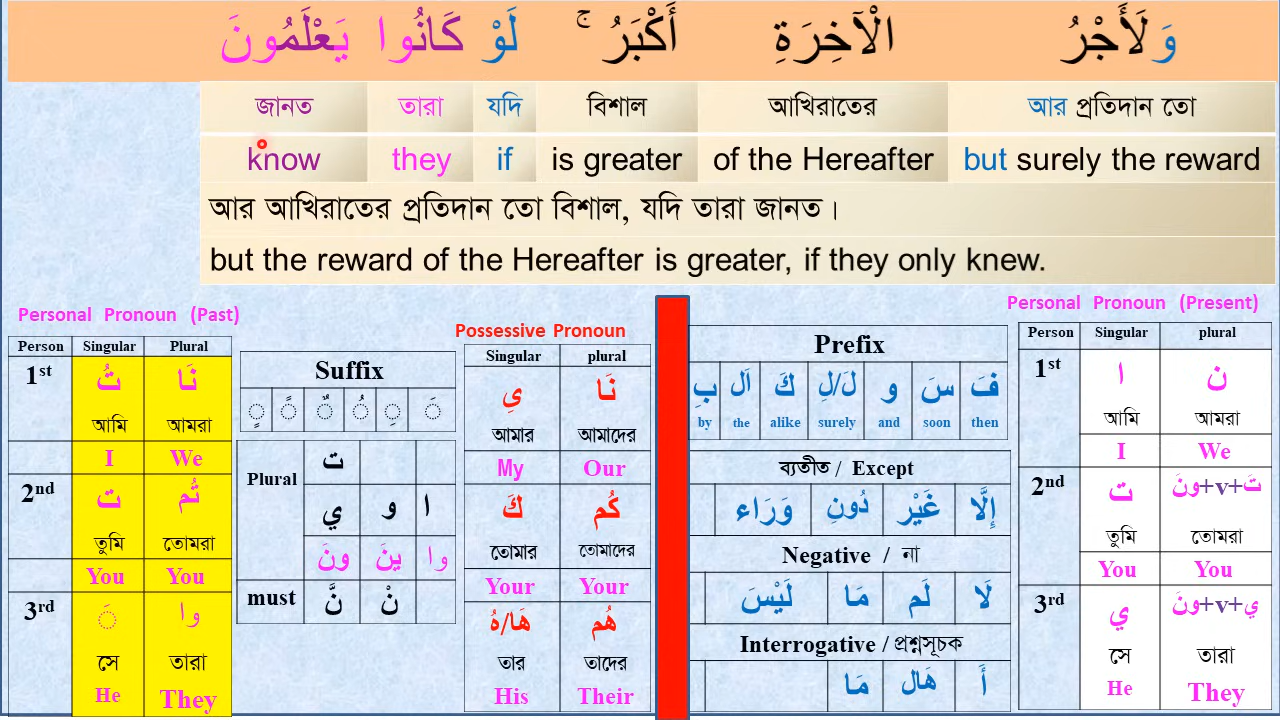 وَلَأَجْرُ الْآخِرَةِ أَكْبَرُ ۚ لَوْ كَانُوا يَعْلَمُونَ
জানত তারা যদি বিশাল আখিরাতের আর প্রতিদান তো
know they if is greater of the Hereafter but surely the reward
আর আখিরাতের প্রতিদান তো বিশাল, যদি তারা জানত।
but the reward of the Hereafter is greater, if they only knew.
Personal Pronoun (Past)
Person Singular Plural
1st تُ نَا
আমি আমরা
I We
2nd ت تُم
তুমি তোমরা
You You
3rd َ وا
সে তারা
He They
Suffix
ٍ ً ٌ ُ ِ َ
Plural ت
ي و ا
ونَ ينَ وا
must نَّ نْ
Possessive Pronoun
Singular plural
يِ نَا
আমার আমাদের
My Our
كَ كُم
তোমার তোমাদের
Your Your
هَا/هُ هُم
তার তাদের
His Their
Prefix
بِ اَل كَ لَ/لِ و سَ فَ
by the alike surely and soon then
ব্যতীত / Except
وَرَاء دُونِ غَيْر إِلَّا
Negative / না
لَيْسَ مَا لَم لَا
Interrogative / প্রশ্নসূচক
مَا هَال أَ
Personal Pronoun (Present)
Person Singular plural
1st ا ن
আমি আমরা
I We
2nd ت تَ+v+ونَ
তুমি তোমরা
You You
3rd ي ي+v+ونَ
সে তারা
He They